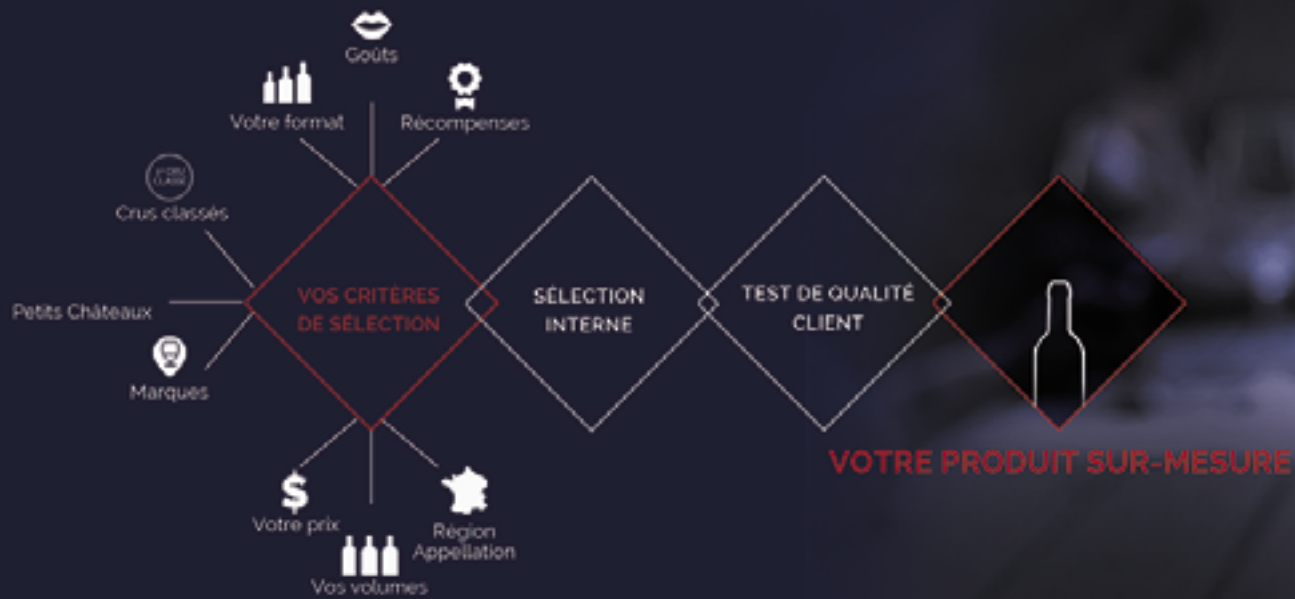 Goûts
Votre format
Récompenses
Crus classés
Petits Châteaux
Marques
VOS CRITÈRES
DE SÉLECTION
SÉLECTION
INTERNE
TEST DE QUALITÉ
CLIENT
VOTRE PRODUIT SUR-MESURE
Votre prix
Région
Appellation
Vos volumes